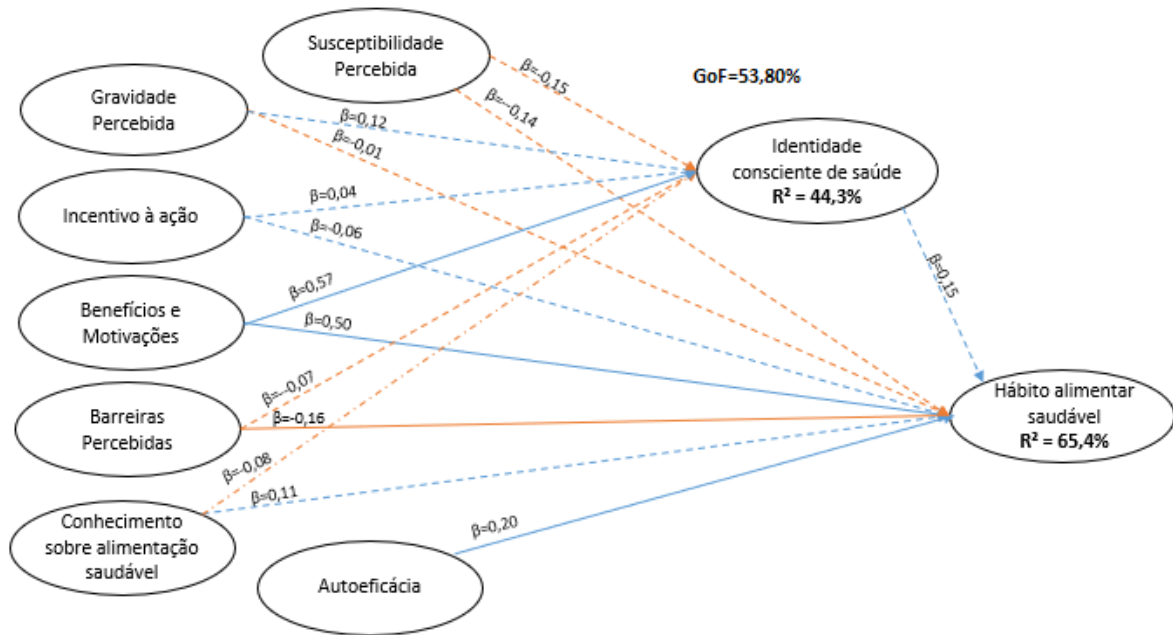 Susceptibilidade
Percebida
GoF=53,80%
Gravidade
Percebida
Identidade
consciente de saúde
R² = 44,3%
Incentivo à ação
Benefícios e
Motivações
Barreiras
Percebidas
Hábito alimentar
saudável
R² = 65,4%
Conhecimento
sobre alimentação
saudável
Autoeficácia
β=-0,15
β=-0,14
β=0,12
β=-0,01
β=0,04
β=-0,06
β=0,57
β=0,50
β=-0,07
β=-0,16
β=-0,08
β=0,11
β=0,20
β=0,15